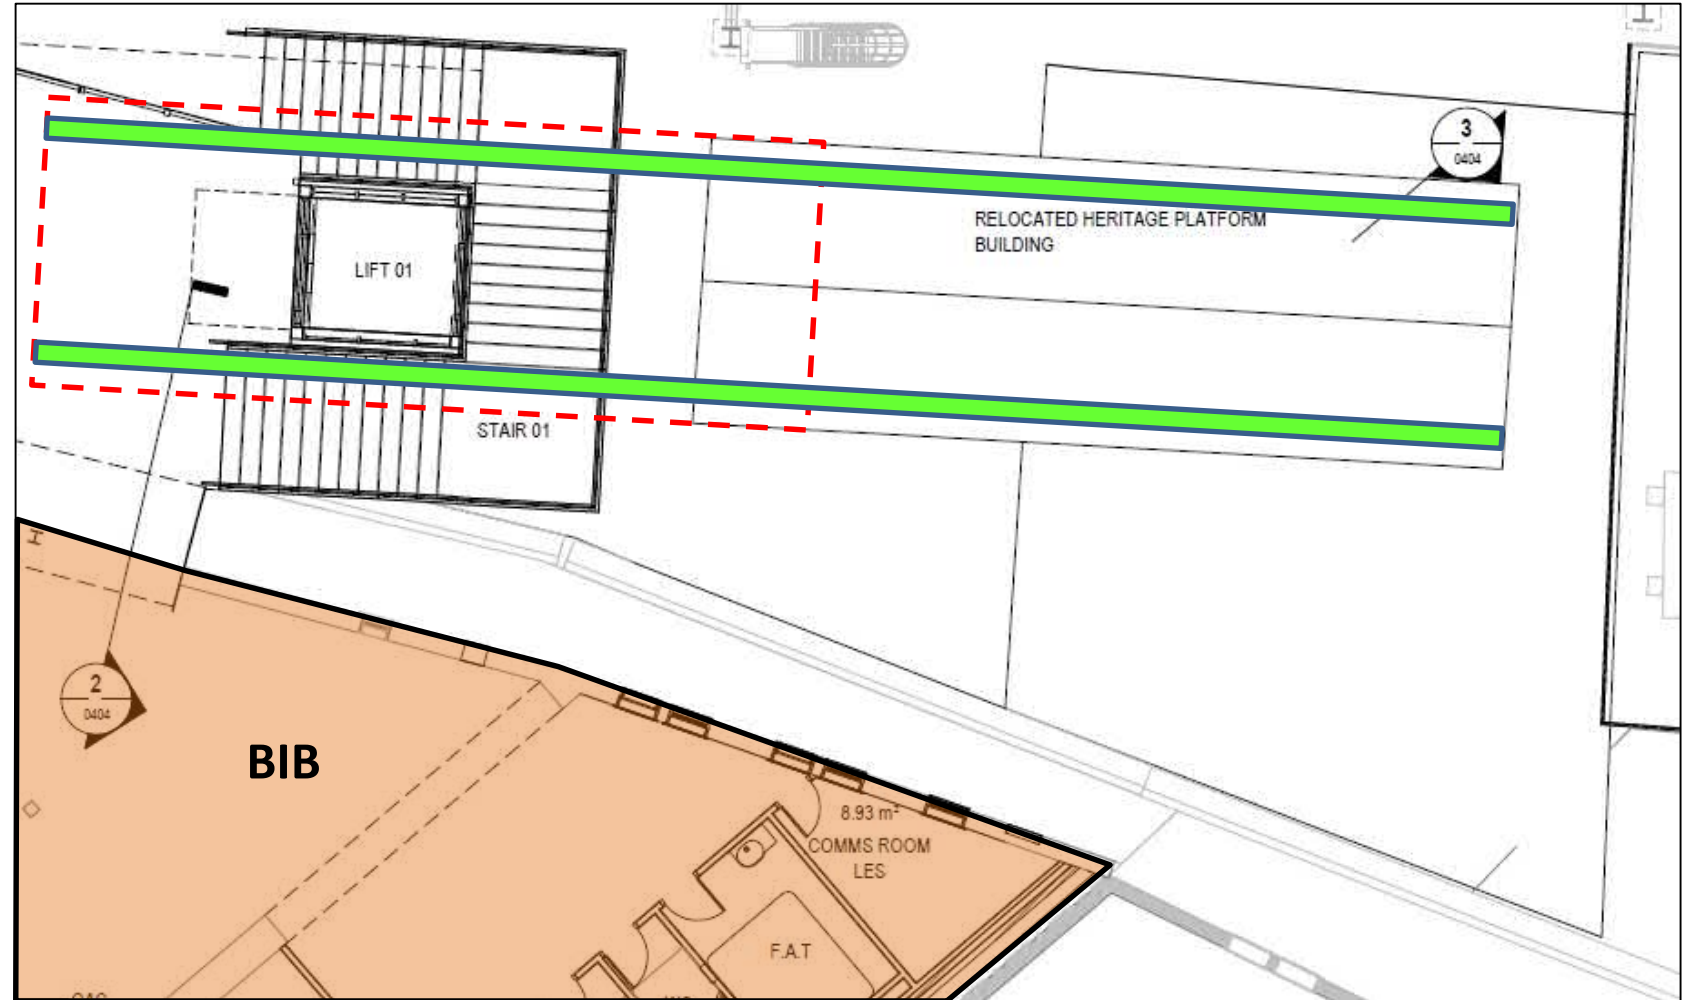 3
0404
RELOCATED HERITAGE PLATFORM
BUILDING
LIFT 01
STAIR 01
2
0404
BIB
8.93 m²
COMMS ROOM
LES
F.A.T